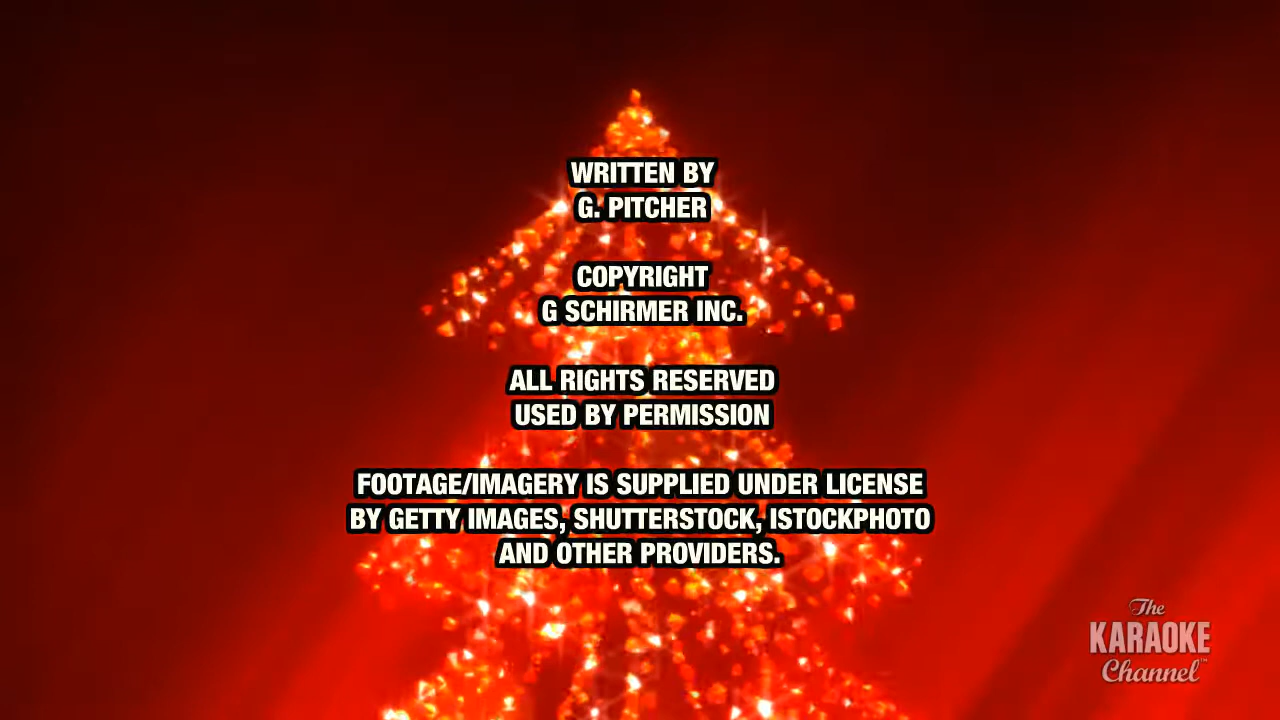 WRITTEN BY
G. PITCHER
COPYRIGHT
G SCHIRMER INC.
ALL RIGHTS RESERVED
USED BY PERMISSION
FOOTAGE/IMAGERY IS SUPPLIED UNDER LICENSE
BY GETTY IMAGES, SHUTTERSTOCK, ISTOCKPHOTO
AND OTHER PROVIDERS.
The
KARAOKE
Channel™